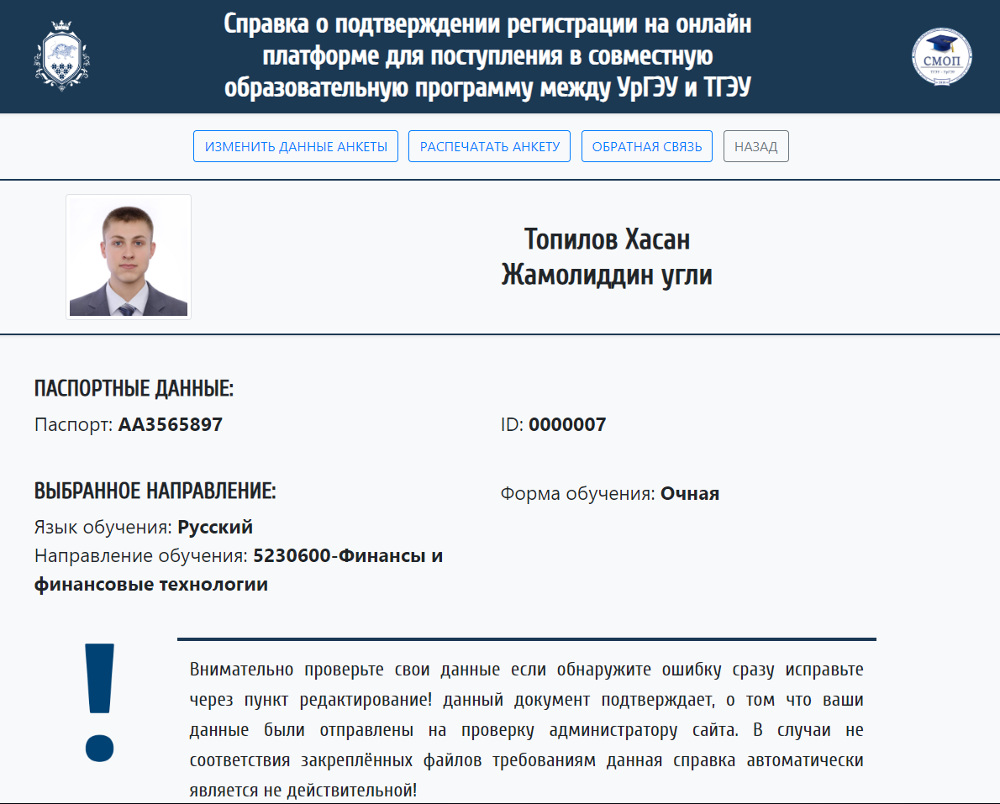 Справка о подтверждении регистрации на онлайн
платформе для поступления в совместную
образовательную программу между УрГЭУ и ТГЭУ
СМОП
ТГЭУ - УрГЭУ
ИЗМЕНИТЬ ДАННЫЕ АНКЕТЫ
РАСПЕЧАТАТЬ АНКЕТУ
ОБРАТНАЯ СВЯЗЬ
НАЗАД
Топилов Хасан
Жамолиддин угли
ПАСПОРТНЫЕ ДАННЫЕ:
Паспорт: AA3565897
ID: 0000007
ВЫБРАННОЕ НАПРАВЛЕНИЕ:
Форма обучения: Очная
Язык обучения: Русский
Направление обучения: 5230600-Финансы и
финансовые технологии
!
Внимательно проверьте свои данные если обнаружите ошибку сразу исправьте
через пункт редактирование! данный документ подтверждает, о том что ваши
данные были отправлены на проверку администратору сайта. В случаи не
соответствия закреплённых файлов требованиям данная справка автоматически
является не действительной!